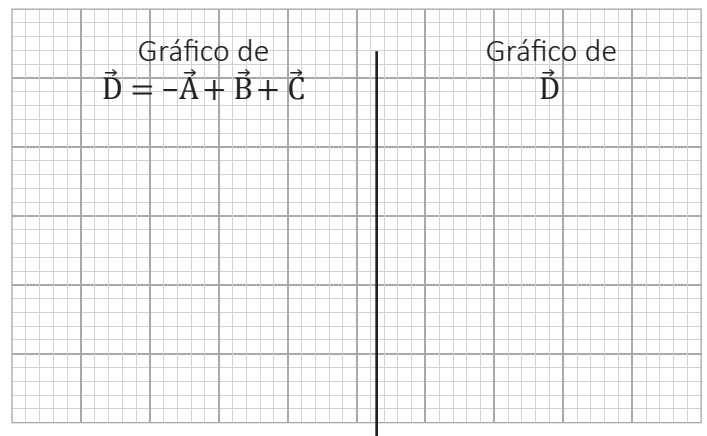 Gráfico de
D⃗ = –A⃗ + B⃗ + C⃗
Gráfico de
D⃗